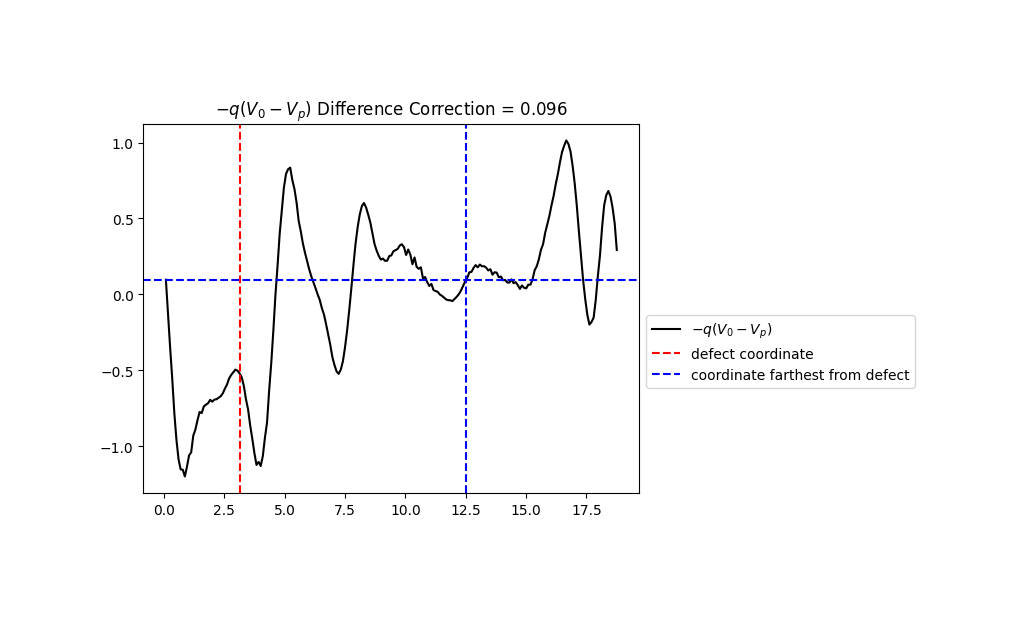 −q(V₀ − Vₚ) Difference Correction = 0.096
1.0
0.5
0.0
−0.5
−1.0
0.0 2.5 5.0 7.5 10.0 12.5 15.0 17.5
−q(V₀ − Vₚ)
defect coordinate
coordinate farthest from defect